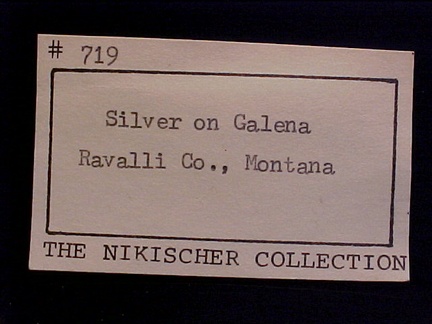 # 719
Silver on Galena
Ravalli Co., Montana
THE NIKISCHER COLLECTION